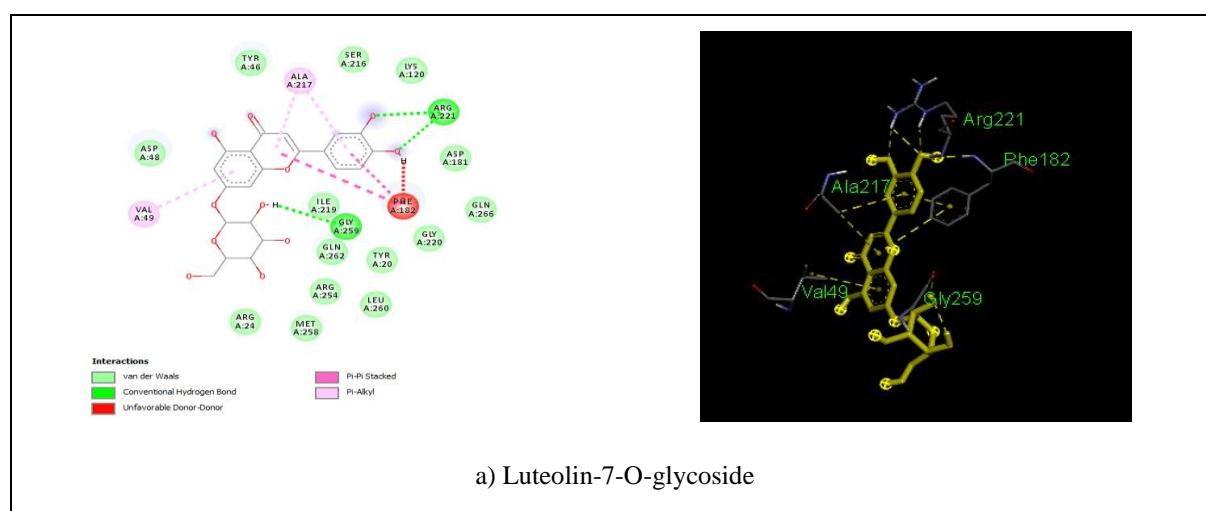 TYR
A:46
SER
A:216
LYS
A:120
ALA
A:217
ARG
A:221
ASP
A:48
ASP
A:181
H
VAL
A:49
ILE
A:219
PHE
A:182
GLN
A:266
H
GLY
A:259
GLY
A:220
GLN
A:262
TYR
A:20
ARG
A:254
LEU
A:260
ARG
A:24
MET
A:258
Interactions
van der Waals
Conventional Hydrogen Bond
Unfavorable Donor-Donor
Pi-Pi Stacked
Pi-Alkyl
Arg221
Phe182
Ala217
Val49
Gly259
a) Luteolin-7-O-glycoside